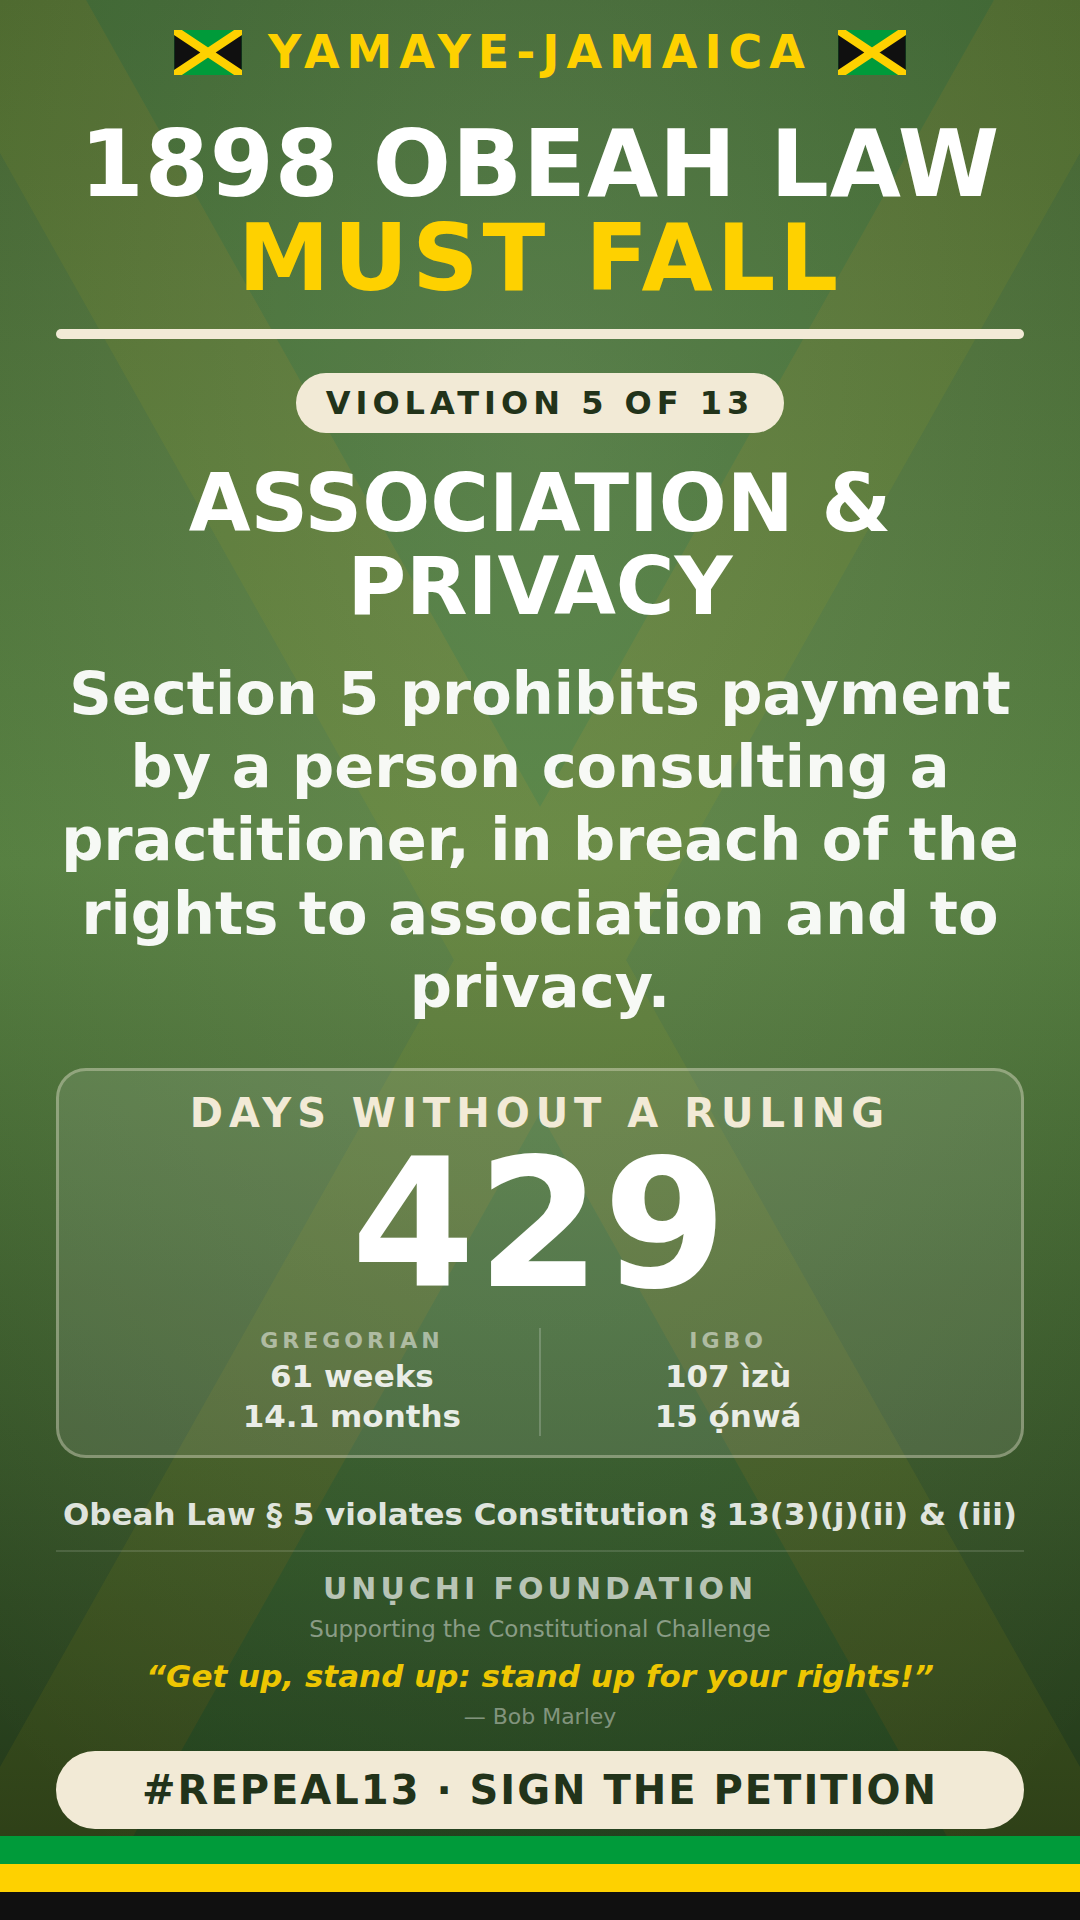 YAMAYE-JAMAICA
1898 OBEAH LAW
MUST FALL
VIOLATION 5 OF 13
ASSOCIATION &
PRIVACY
Section 5 prohibits payment
by a person consulting a
practitioner, in breach of the
rights to association and to
privacy.
DAYS WITHOUT A RULING
429
GREGORIAN
61 weeks
14.1 months
IGBO
107 ìzù
15 ọ́nwá
Obeah Law § 5 violates Constitution § 13(3)(j)(ii) & (iii)
UNỤCHI FOUNDATION
Supporting the Constitutional Challenge
“Get up, stand up: stand up for your rights!”
— Bob Marley
#REPEAL13 · SIGN THE PETITION